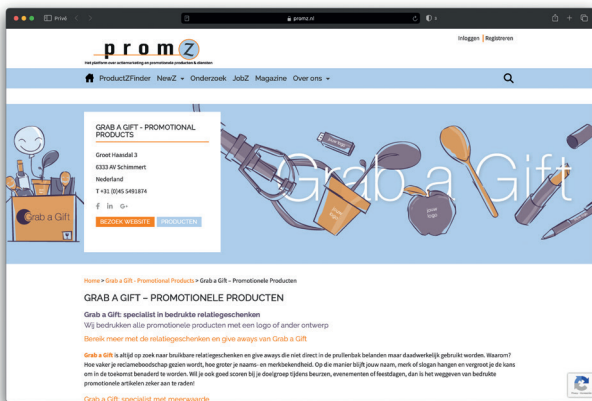 Privé
promz.nl
Inloggen | Registreren
promz
Het platform over actiemarketing en promotionele producten & diensten
ProductZFinder NewZ Onderzoek JobZ Magazine Over ons
GRAB A GIFT - PROMOTIONAL
PRODUCTS
Groot Haasdal 3
6333 AV Schimmert
Nederland
T +31 (0)45 5491874
f in G+
BEZOEK WEBSITE PRODUCTEN
Grab a Gift
Grab a Gift
jouw
logo
Home > Grab a Gift - Promotional Products > Grab a Gift – Promotionele Producten
GRAB A GIFT – PROMOTIONELE PRODUCTEN
Grab a Gift: specialist in bedrukte relatiegeschenken
Wij bedrukken alle promotionele producten met een logo of ander ontwerp
Bereik meer met de relatiegeschenken en give aways van Grab a Gift
Grab a Gift is altijd op zoek naar bruikbare relatiegeschenken en give aways die niet direct in de prullenbak belanden maar daadwerkelijk gebruikt worden. Waarom?
Hoe vaker je reclameboodschap gezien wordt, hoe groter je naams- en merkbekendheid. Op die manier blijft jouw naam, merk of slogan hangen en vergroot je de kans
om in de toekomst benaderd te worden. Wil je ook goed scoren bij je doelgroep tijdens beurzen, evenementen of feestdagen, dan is het weggeven van bedrukte
promotionele artikelen zeker aan te raden!
Grab a Gift: specialist met meerwaarde